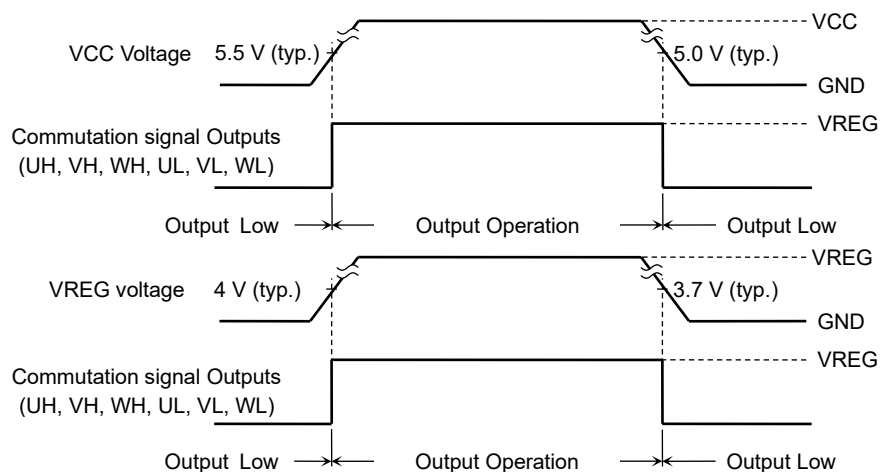 VCC
VCC Voltage 5.5 V (typ.) 5.0 V (typ.)
GND
VREG
Commutation signal Outputs
(UH, VH, WH, UL, VL, WL)
Output Low Output Operation Output Low
VREG
VREG voltage 4 V (typ.) 3.7 V (typ.)
GND
VREG
Commutation signal Outputs
(UH, VH, WH, UL, VL, WL)
Output Low Output Operation Output Low